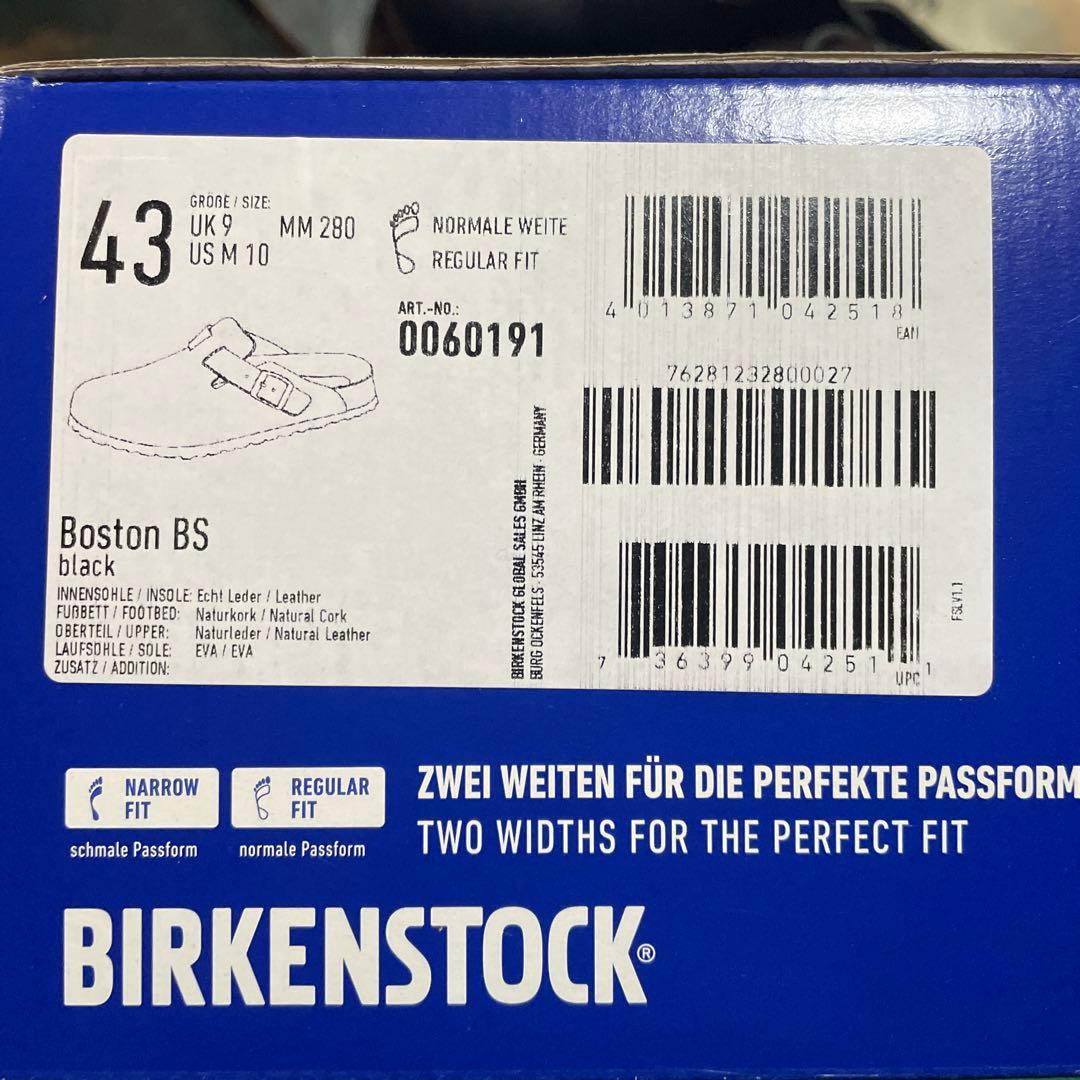 43
GRÖßE / SIZE:
UK 9 MM 280
US M 10
NORMALE WEITE
REGULAR FIT
ART.-NO.:
0060191
4 013871 042518
EAN
76281232800027
7 36399 04251 1
UPC
FSLV1.1
BIRKENSTOCK GLOBAL SALES GMBH
BURG OCKENFELS · 53545 LINZ AM RHEIN · GERMANY
Boston BS
black
INNENSOHLE / INSOLE: Echt Leder / Leather
FUßBETT / FOOTBED: Naturkork / Natural Cork
OBERTEIL / UPPER: Naturleder / Natural Leather
LAUFSOHLE / SOLE: EVA / EVA
ZUSATZ / ADDITION:
NARROW
FIT
schmale Passform
REGULAR
FIT
normale Passform
ZWEI WEITEN FÜR DIE PERFEKTE PASSFORM
TWO WIDTHS FOR THE PERFECT FIT
BIRKENSTOCK®